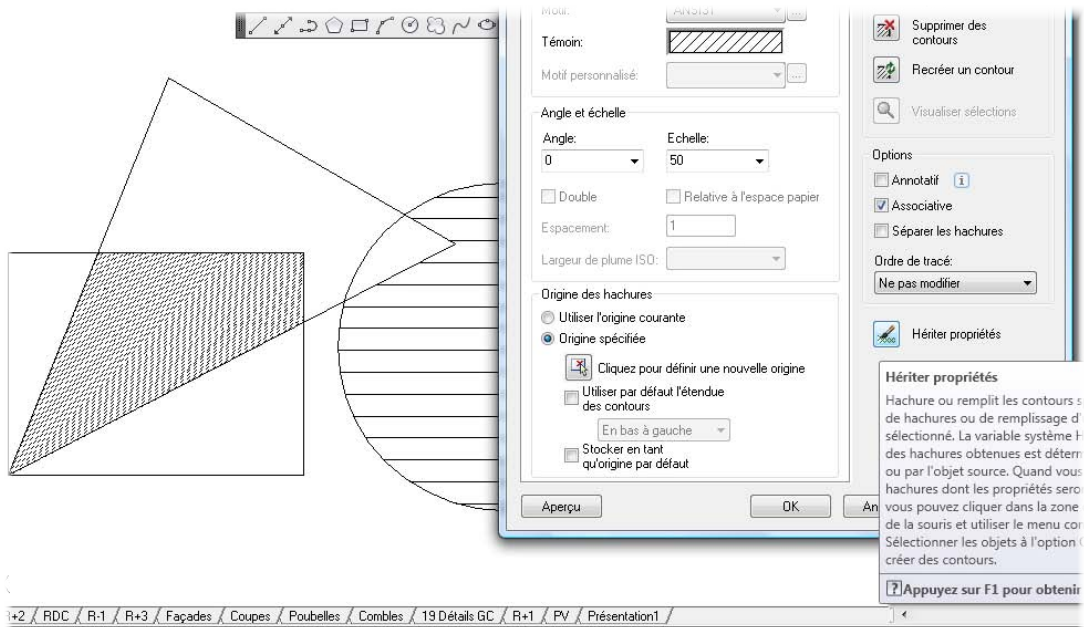 Motif:
ANSI31
...
Témoin:
Motif personnalisé:
...
Angle et échelle
Angle:
Echelle:
0
50
Double
Relative à l'espace papier
Espacement:
1
Largeur de plume ISO:
Origine des hachures
Utiliser l'origine courante
Origine spécifiée
Cliquez pour définir une nouvelle origine
Utiliser par défaut l'étendue
des contours
En bas à gauche
Stocker en tant
qu'origine par défaut
Aperçu
OK
An
Supprimer des
contours
Recréer un contour
Visualiser sélections
Options
Annotatif
i
Associative
Séparer les hachures
Ordre de tracé:
Ne pas modifier
Hériter propriétés
Hériter propriétés
Hachure ou remplit les contours s
de hachures ou de remplissage d'
sélectionné. La variable système H
des hachures obtenues est déterm
ou par l'objet source. Quand vous
hachures dont les propriétés sero
vous pouvez cliquer dans la zone
de la souris et utiliser le menu co
Sélectionner les objets à l'option
créer des contours.
? Appuyez sur F1 pour obtenir
+2 / RDC / R-1 / R+3 / Façades / Coupes / Poubelles / Combles / 19 Détails GC / R+1 / PV / Présentation1 /